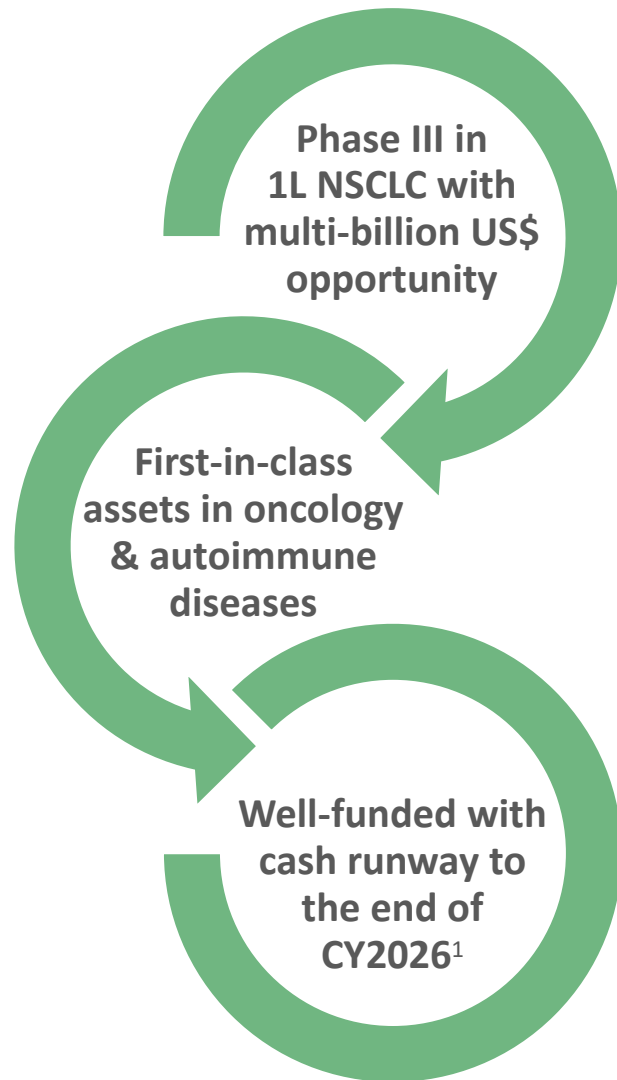 Phase III in
1L NSCLC with
multi-billion US$
opportunity
First-in-class
assets in oncology
& autoimmune
diseases
Well-funded with
cash runway to
the end of
CY2026¹